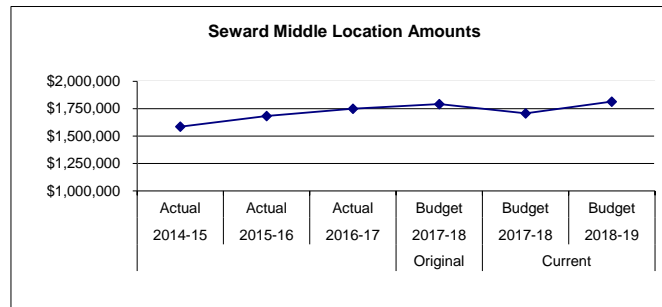 Seward Middle Location Amounts
$2,000,000
$1,750,000
$1,500,000
$1,250,000
$1,000,000
Actual Actual Actual Budget Budget Budget
2014-15 2015-16 2016-17 2017-18 2017-18 2018-19
Original Current